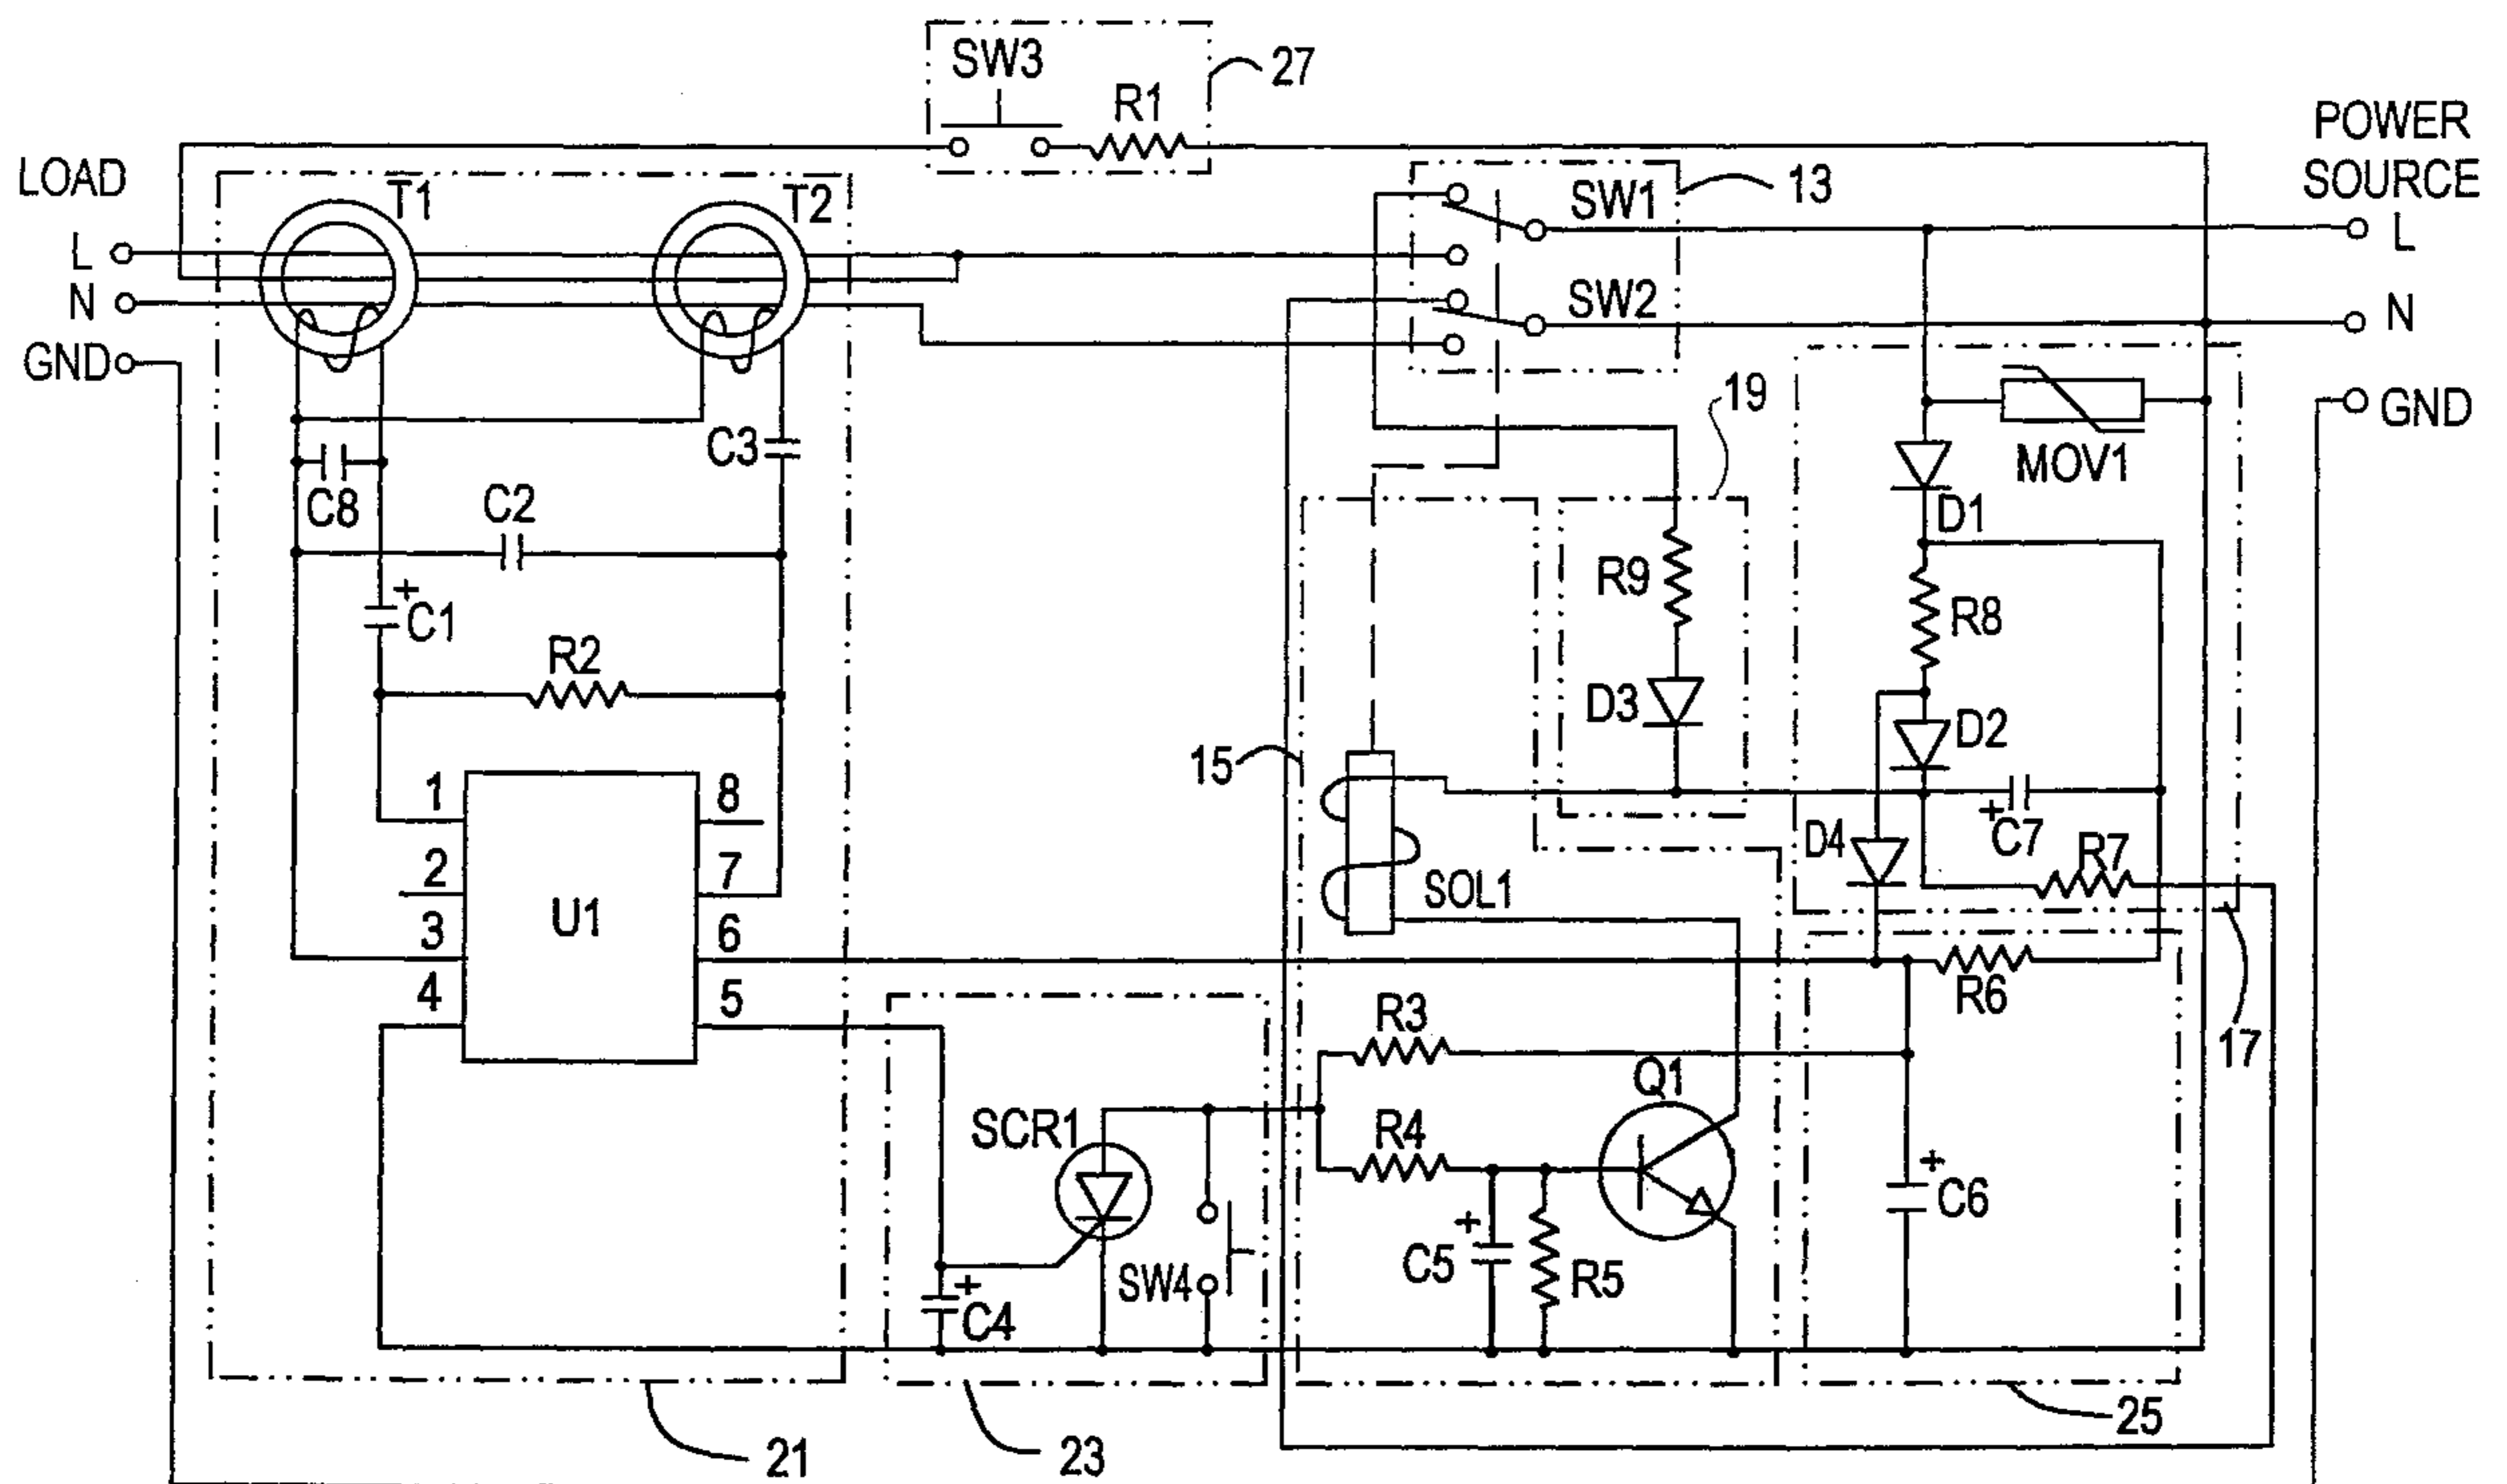 SW3
27
R1
POWER
SOURCE
LOAD
T1
T2
SW1
13
L
L
N
SW2
N
GND
19
GND
C3
MOV1
C8
C2
D1
R9
R8
+
C1
R2
D3
D2
15
1
8
+
C7
D4
R7
2
7
U1
SOL1
3
6
4
5
R6
R3
17
Q1
SCR1
R4
+
C6
+
C5
R5
SW4
+
C4
21
23
25